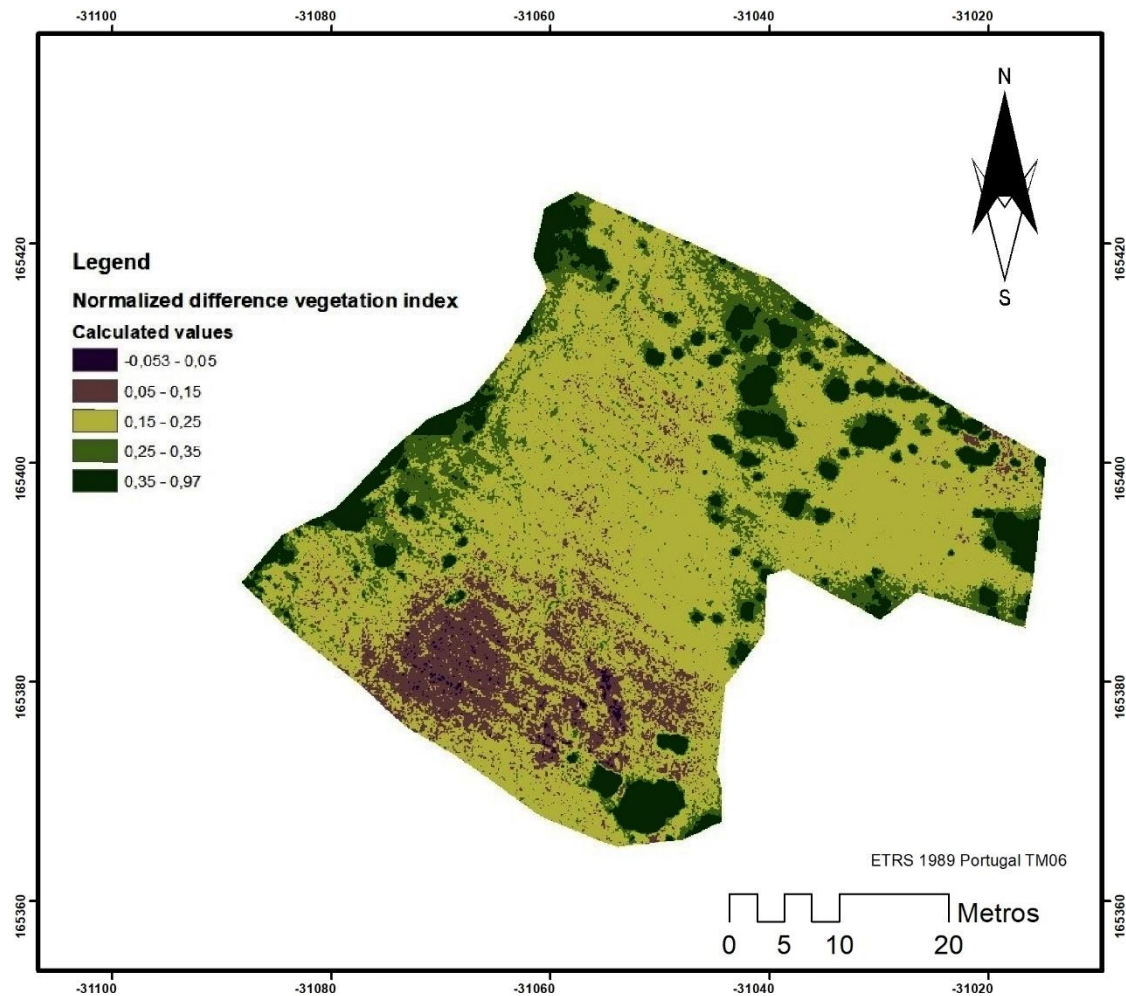 -31100 -31080 -31060 -31040 -31020
N
S
165420 165420
Legend
Normalized difference vegetation index
Calculated values
-0,053 - 0,05
0,05 - 0,15
0,15 - 0,25
0,25 - 0,35
0,35 - 0,97
165400 165400
165380 165380
ETRS 1989 Portugal TM06
165360 165360
Metros
0 5 10 20
-31100 -31080 -31060 -31040 -31020